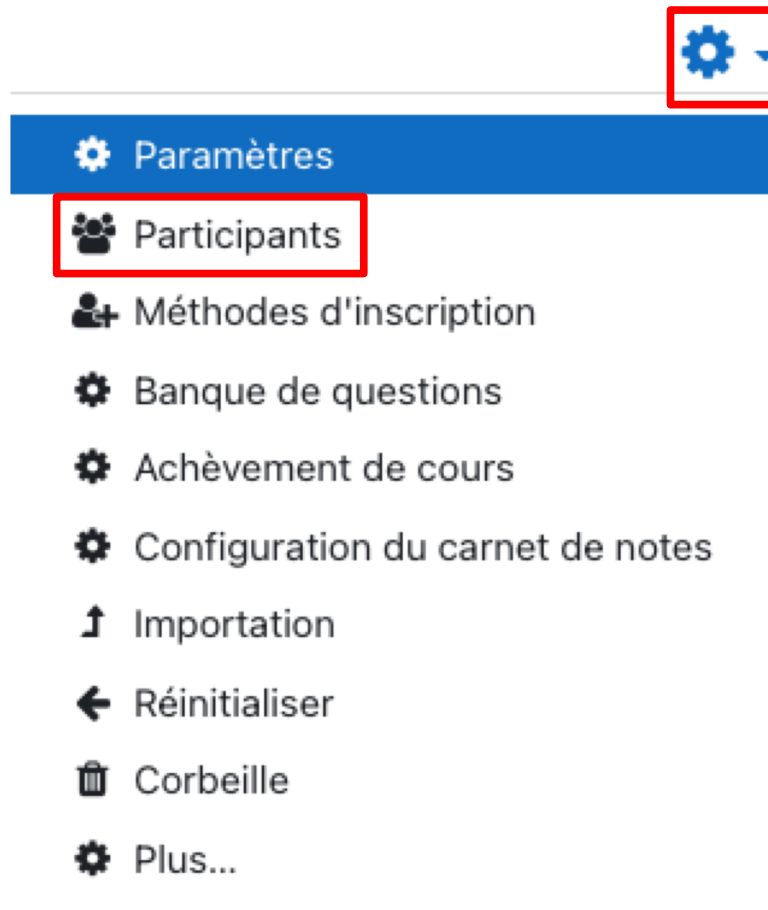 Paramètres
Participants
Méthodes d'inscription
Banque de questions
Achèvement de cours
Configuration du carnet de notes
Importation
Réinitialiser
Corbeille
Plus...